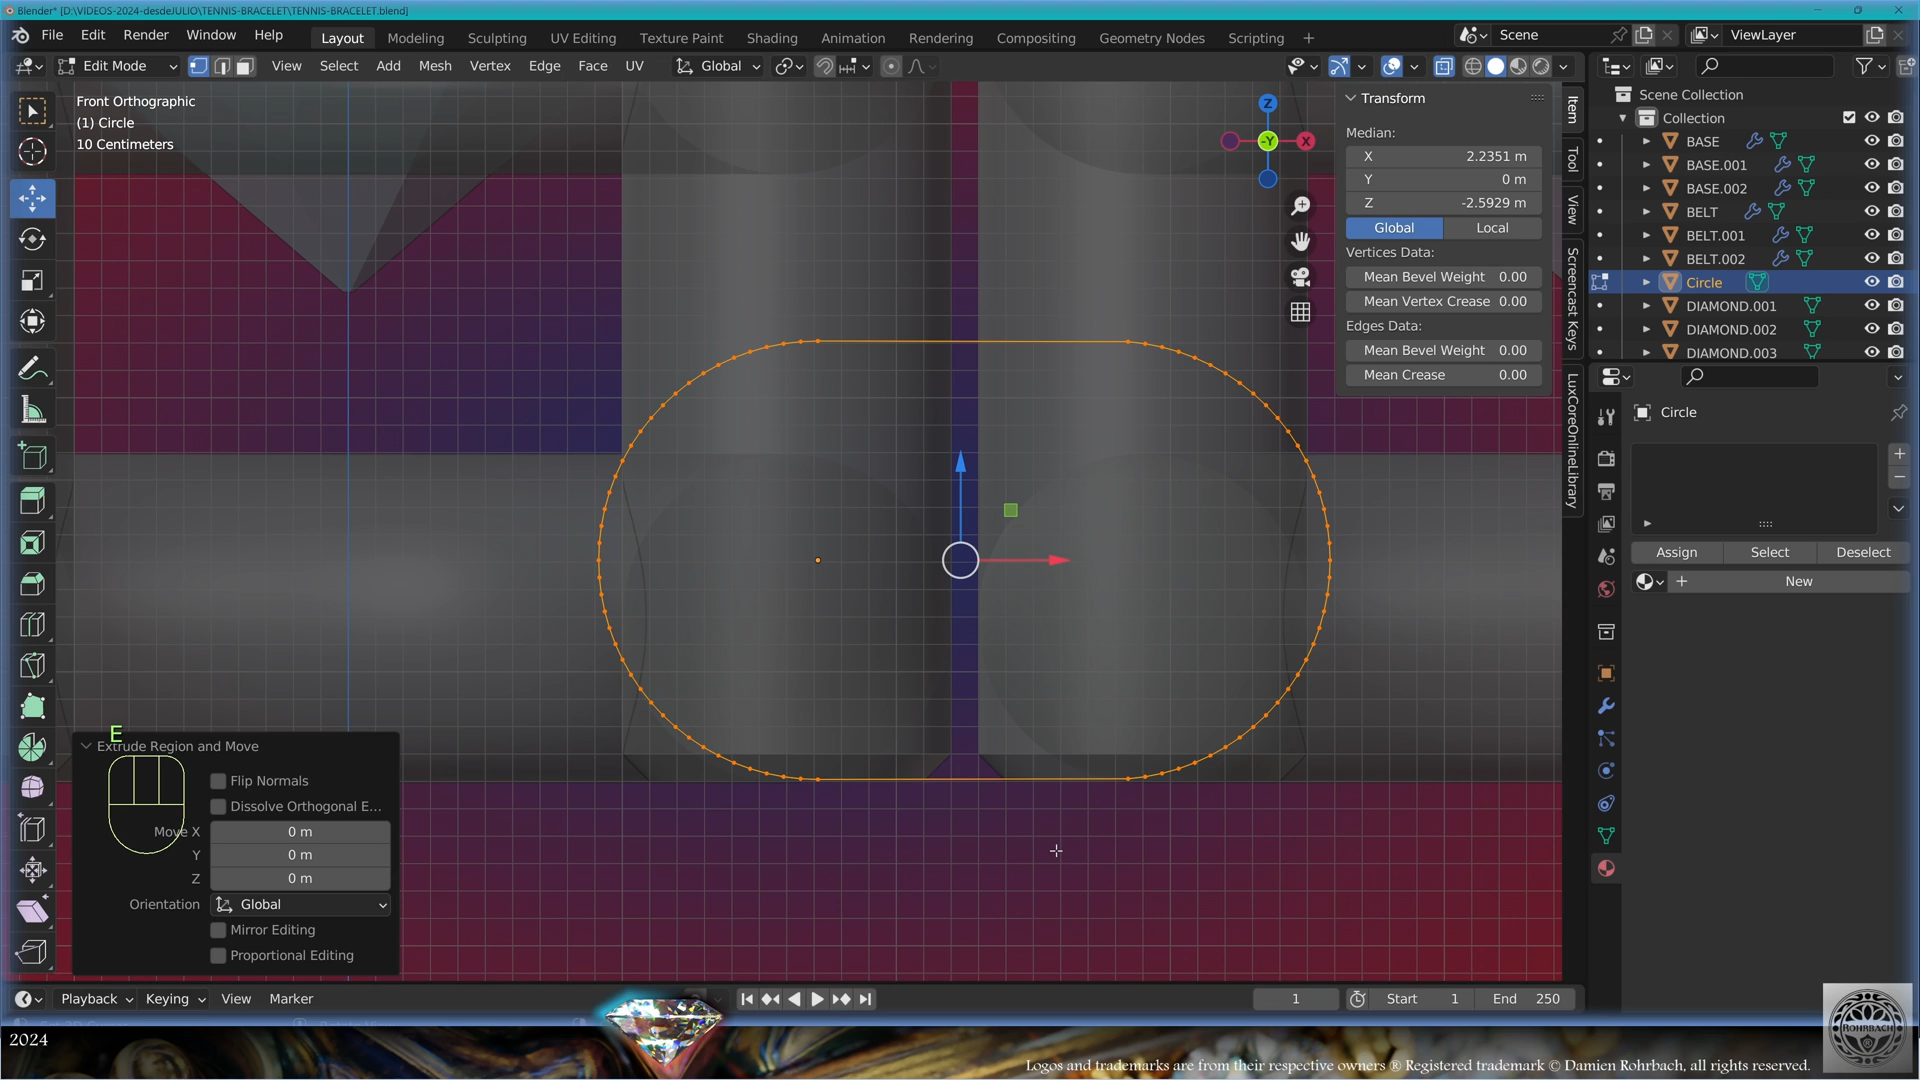 Blender* [D:\VIDEOS-2024-desdeJULIO\TENNIS-BRACELET\TENNIS-BRACELET.blend]
File Edit Render Window Help Layout Modeling Sculpting UV Editing Texture Paint Shading Animation Rendering Compositing Geometry Nodes Scripting + Scene ViewLayer
Edit Mode View Select Add Mesh Vertex Edge Face UV Global
Front Orthographic
(1) Circle
10 Centimeters
Z
-Y
X
Transform
Median:
X 2.2351 m
Y 0 m
Z -2.5929 m
Global Local
Vertices Data:
Mean Bevel Weight 0.00
Mean Vertex Crease 0.00
Edges Data:
Mean Bevel Weight 0.00
Mean Crease 0.00
Item
Tool
View
Screencast Keys
LuxCoreOnlineLibrary
Scene Collection
Collection
BASE
BASE.001
BASE.002
BELT
BELT.001
BELT.002
Circle
DIAMOND.001
DIAMOND.002
DIAMOND.003
Circle
Assign Select Deselect
New
E
Extrude Region and Move
Flip Normals
Dissolve Orthogonal E...
Move X 0 m
Y 0 m
Z 0 m
Orientation Global
Mirror Editing
Proportional Editing
Playback Keying View Marker 1 Start 1 End 250
2024
ROHRBACH
Logos and trademarks are from their respective owners ® Registered trademark © Damien Rohrbach, all rights reserved.